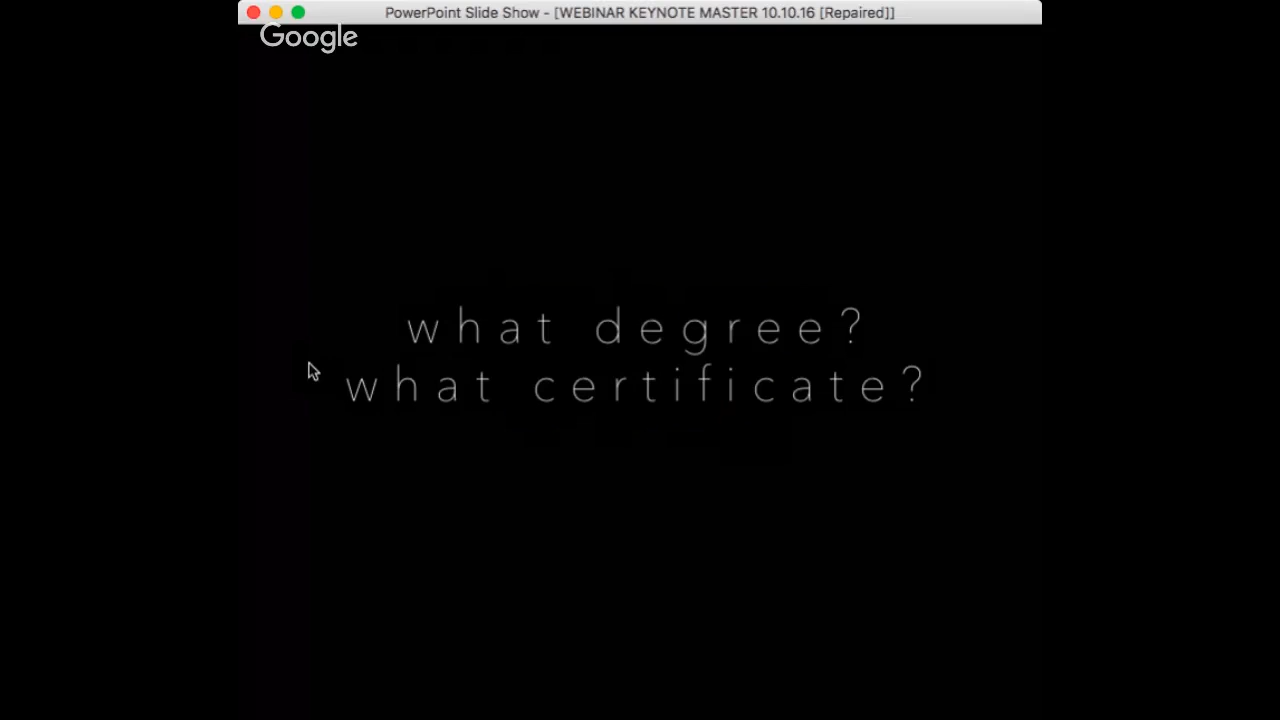 PowerPoint Slide Show - [WEBINAR KEYNOTE MASTER 10.10.16 [Repaired]]
Google
what degree?
what certificate?